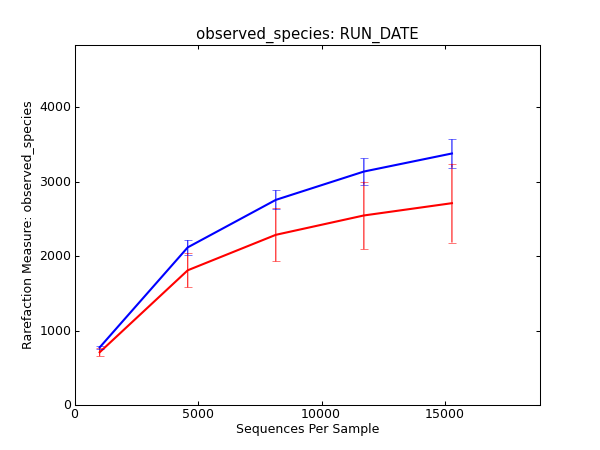 observed_species: RUN_DATE
Rarefaction Measure: observed_species
4000
3000
2000
1000
0
0 5000 10000 15000
Sequences Per Sample